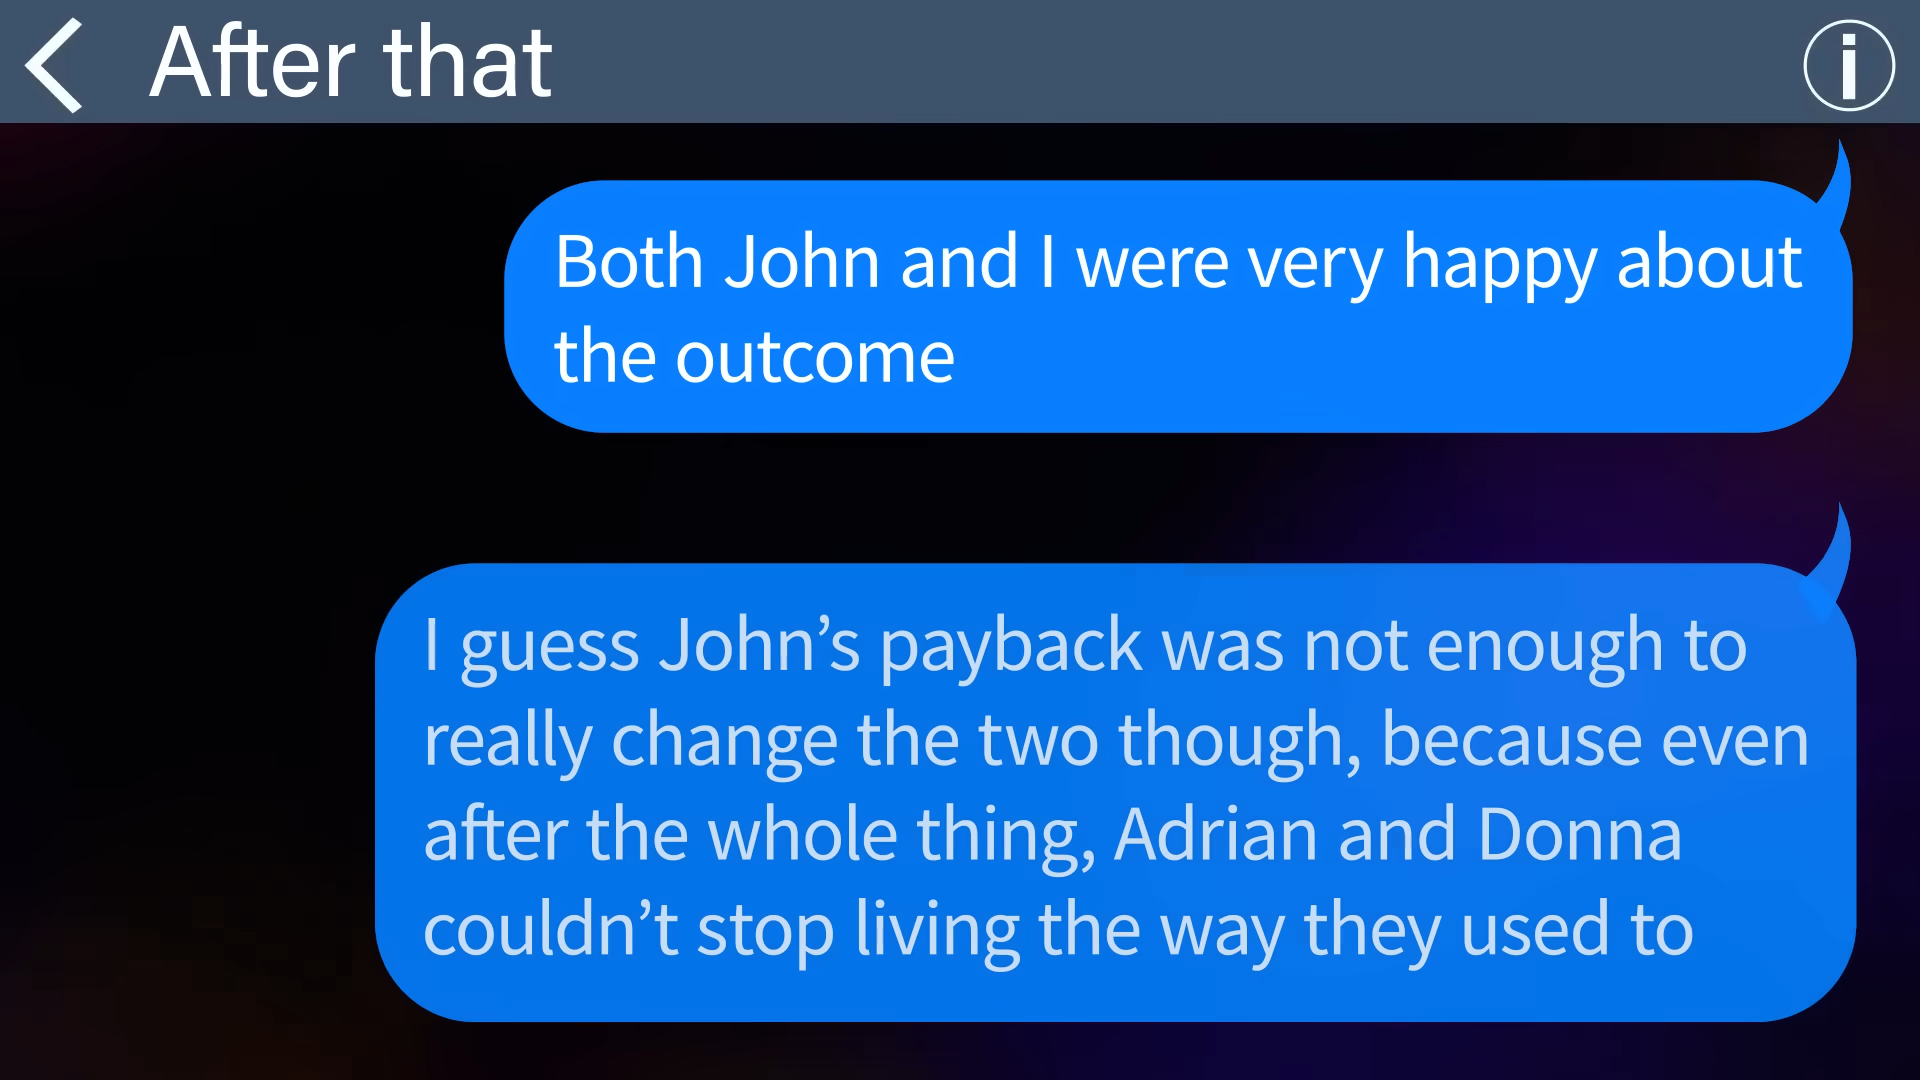 After that
Both John and I were very happy about
the outcome
I guess John’s payback was not enough to
really change the two though, because even
after the whole thing, Adrian and Donna
couldn’t stop living the way they used to